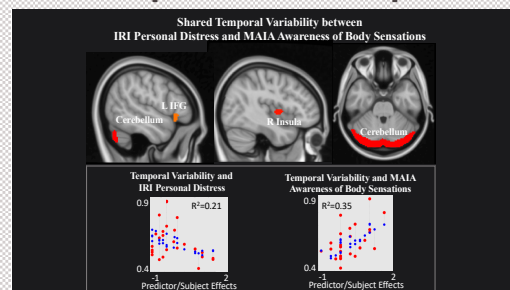 Shared Temporal Variability between
IRI Personal Distress and MAIA Awareness of Body Sensations
L IFG
Cerebellum
R Insula
Cerebellum
Temporal Variability and
IRI Personal Distress
R²=0.21
0.9
0.4
-1
2
Predictor/Subject Effects
Temporal Variability and MAIA
Awareness of Body Sensations
R²=0.35
0.9
0.4
-1
2
Predictor/Subject Effects